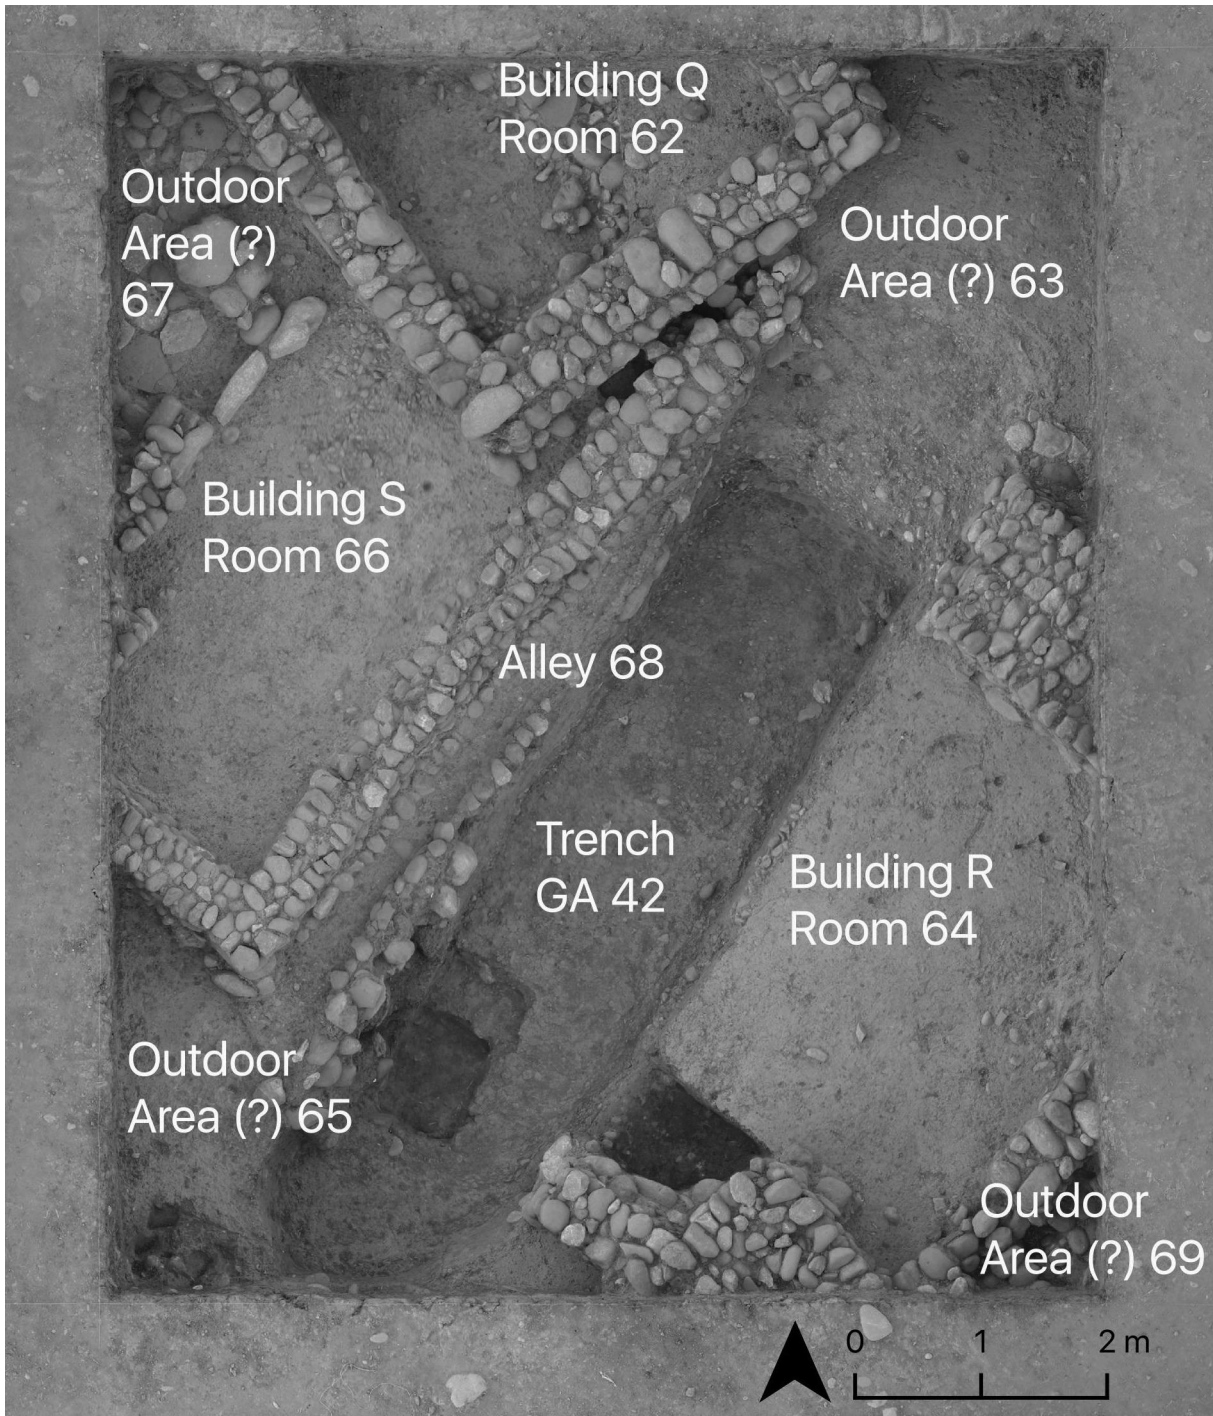 Building Q
Room 62
Outdoor
Area (?)
67
Outdoor
Area (?) 63
Building S
Room 66
Alley 68
Trench
GA 42
Building R
Room 64
Outdoor
Area (?) 65
Outdoor
Area (?) 69
0 1 2 m